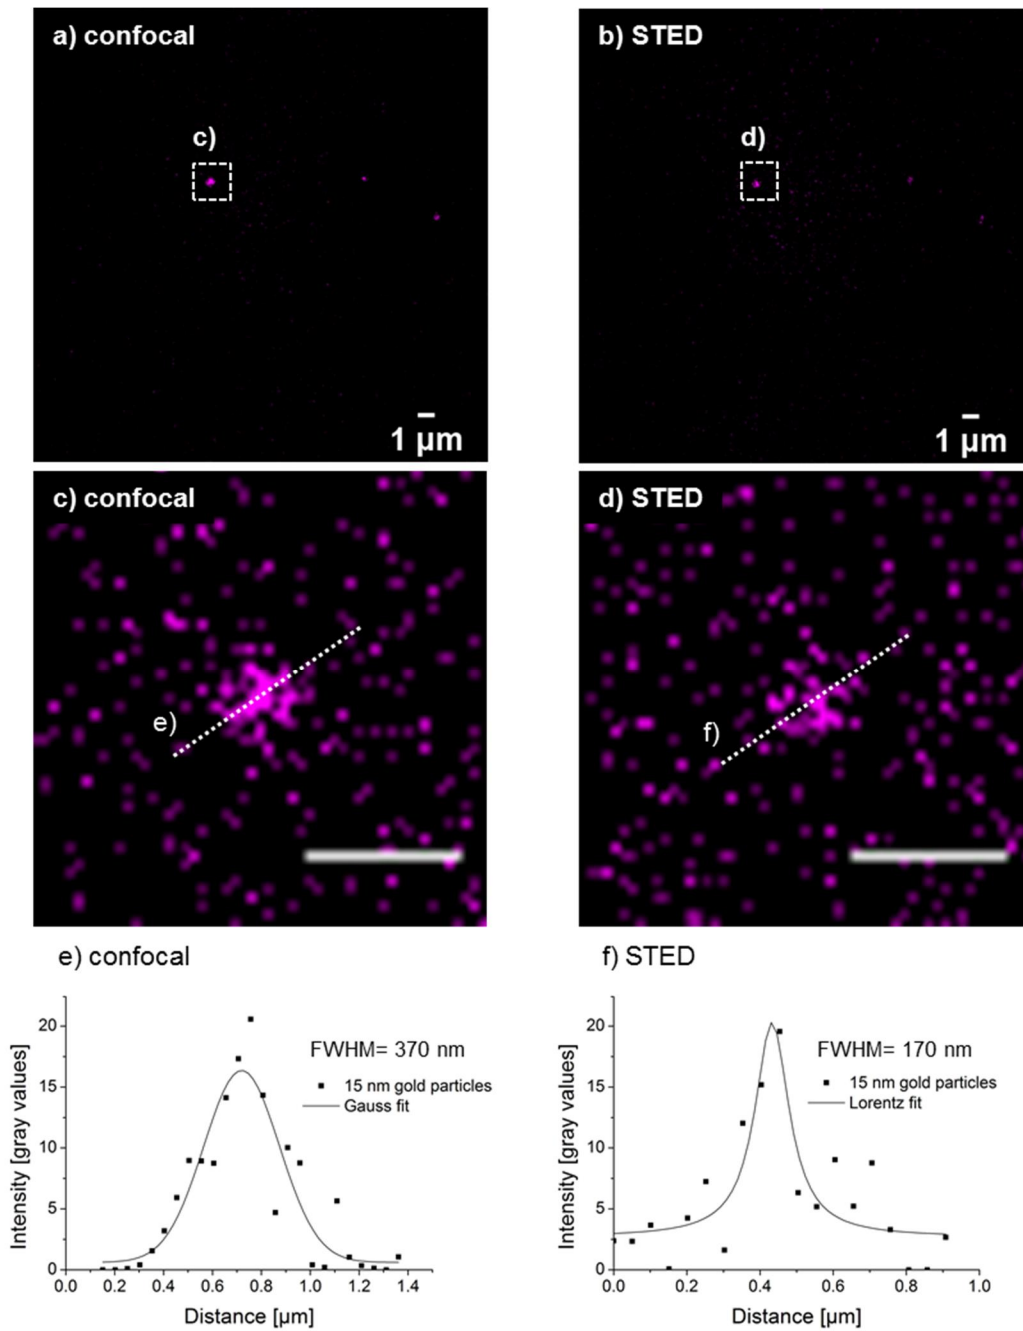 a) confocal
b) STED
c)
d)
1 µm
1 µm
c) confocal
d) STED
e)
f)
e) confocal
f) STED
Intensity [gray values]
20
15
10
5
0
FWHM= 370 nm
15 nm gold particles
Gauss fit
0.0 0.2 0.4 0.6 0.8 1.0 1.2 1.4
Distance [µm]
Intensity [gray values]
20
15
10
5
0
FWHM= 170 nm
15 nm gold particles
Lorentz fit
0.0 0.2 0.4 0.6 0.8 1.0
Distance [µm]